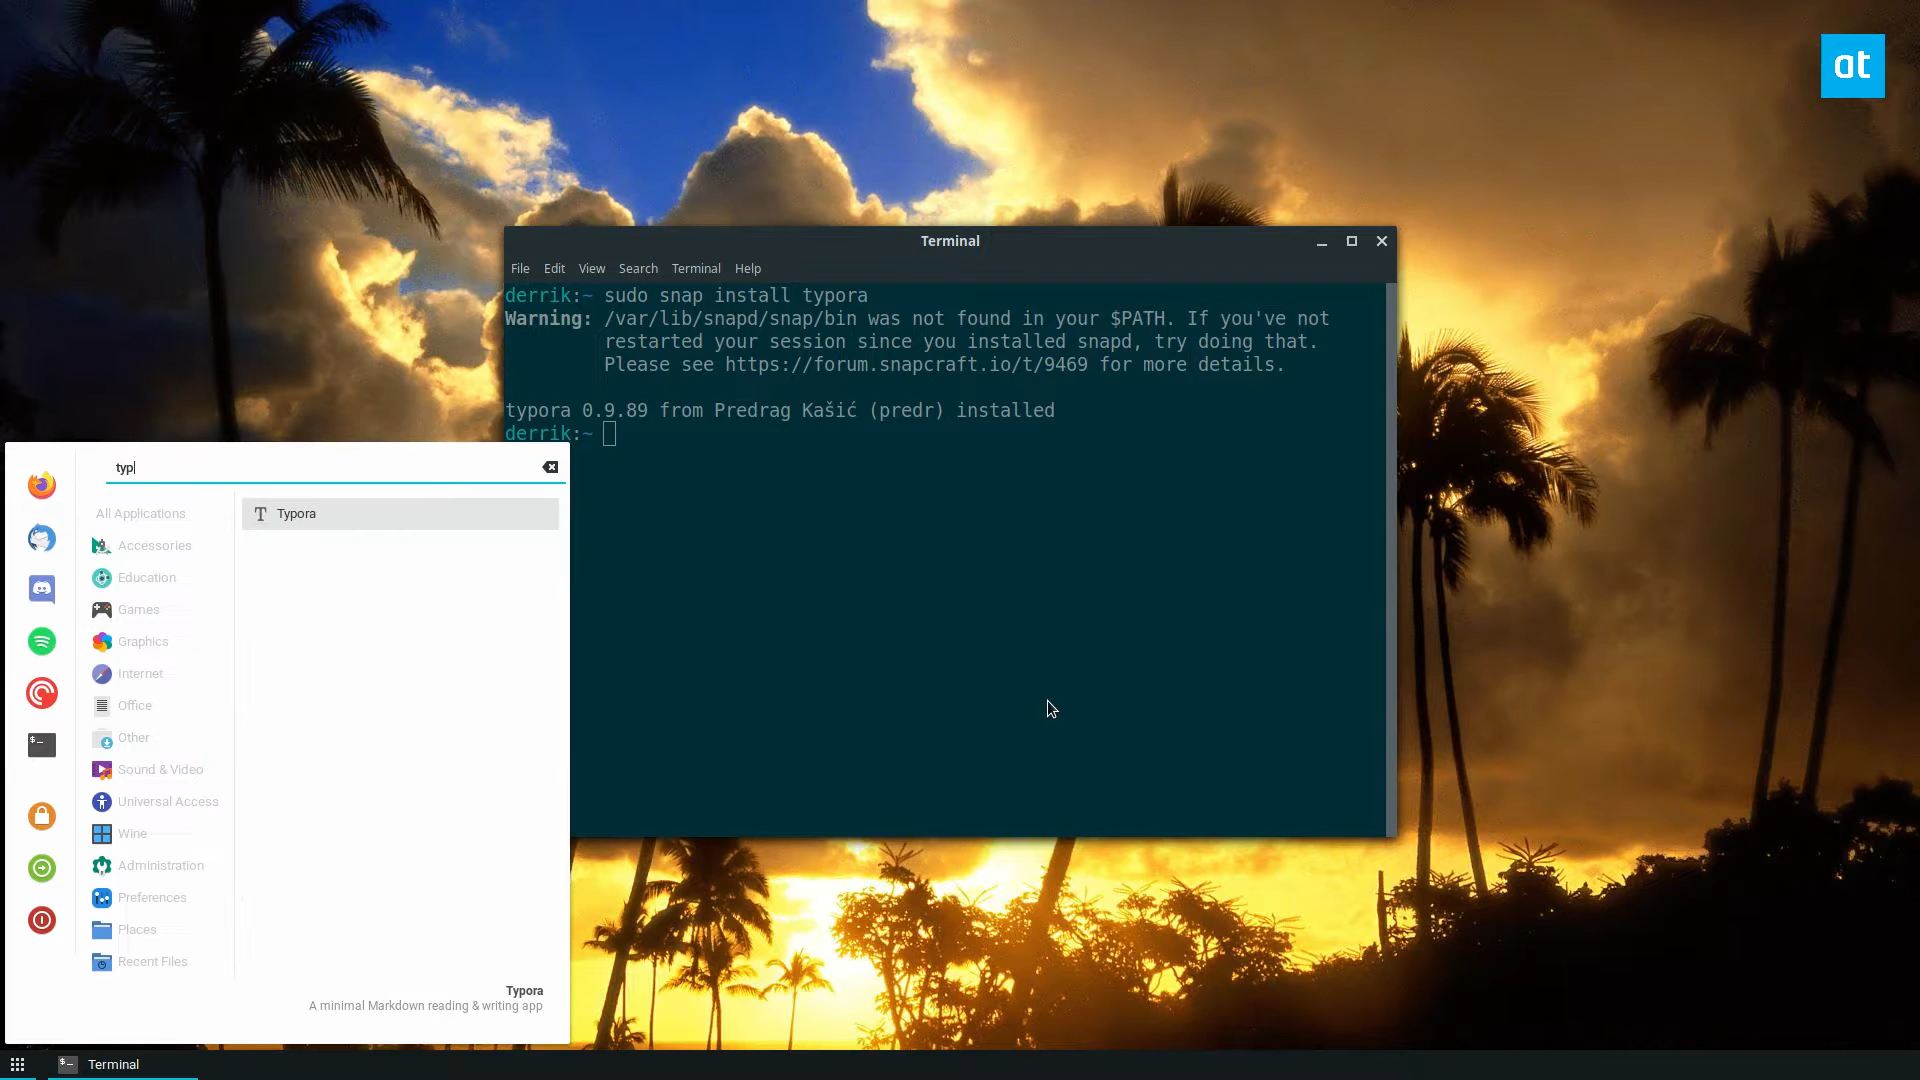 at
Terminal
File Edit View Search Terminal Help
derrik:~ sudo snap install typora
Warning: /var/lib/snapd/snap/bin was not found in your $PATH. If you've not
restarted your session since you installed snapd, try doing that.
Please see https://forum.snapcraft.io/t/9469 for more details.
typora 0.9.89 from Predrag Kašić (predr) installed
derrik:~
typ
All Applications
Typora
Accessories
Education
Games
Graphics
Internet
Office
Other
Sound & Video
Universal Access
Wine
Administration
Preferences
Places
Recent Files
Typora
A minimal Markdown reading & writing app
Terminal